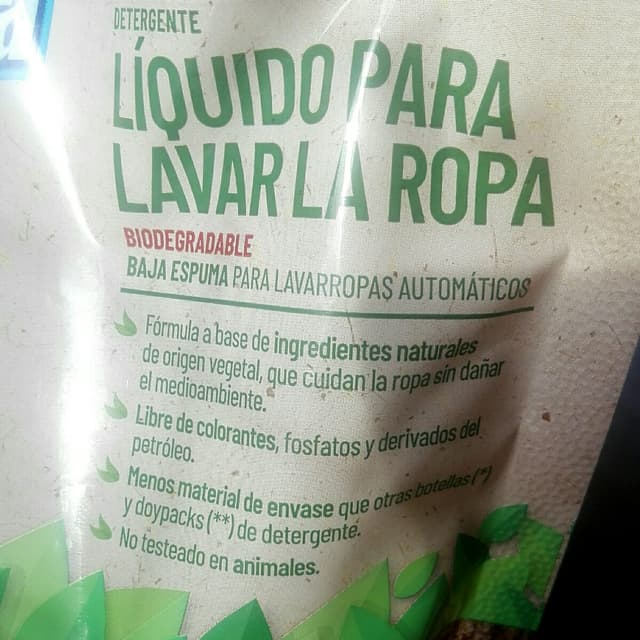 DETERGENTE
LÍQUIDO PARA
LAVAR LA ROPA
BIODEGRADABLE
BAJA ESPUMA PARA LAVARROPAS AUTOMÁTICOS
Fórmula a base de ingredientes naturales
de origen vegetal, que cuidan la ropa sin dañar
el medioambiente.
Libre de colorantes, fosfatos y derivados del
petróleo.
Menos material de envase que otras botellas (*)
y doypacks (**) de detergente.
No testeado en animales.